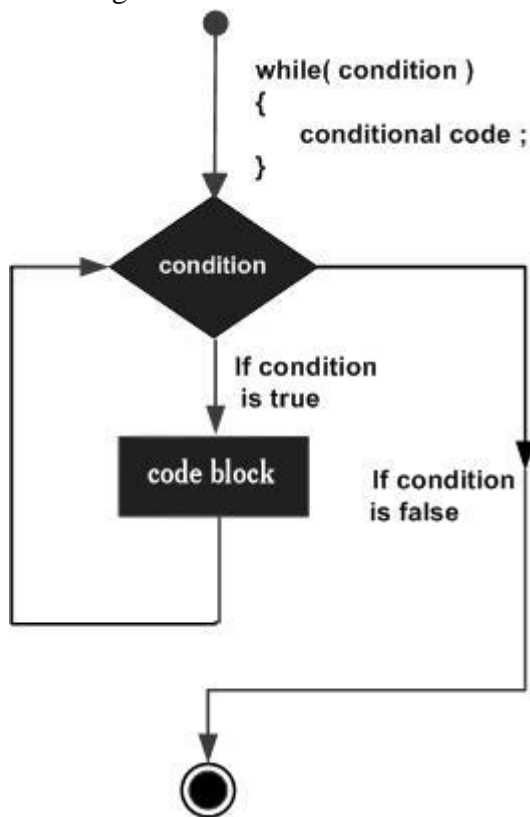 while( condition )
{
conditional code ;
}
condition
If condition
is true
code block
If condition
is false